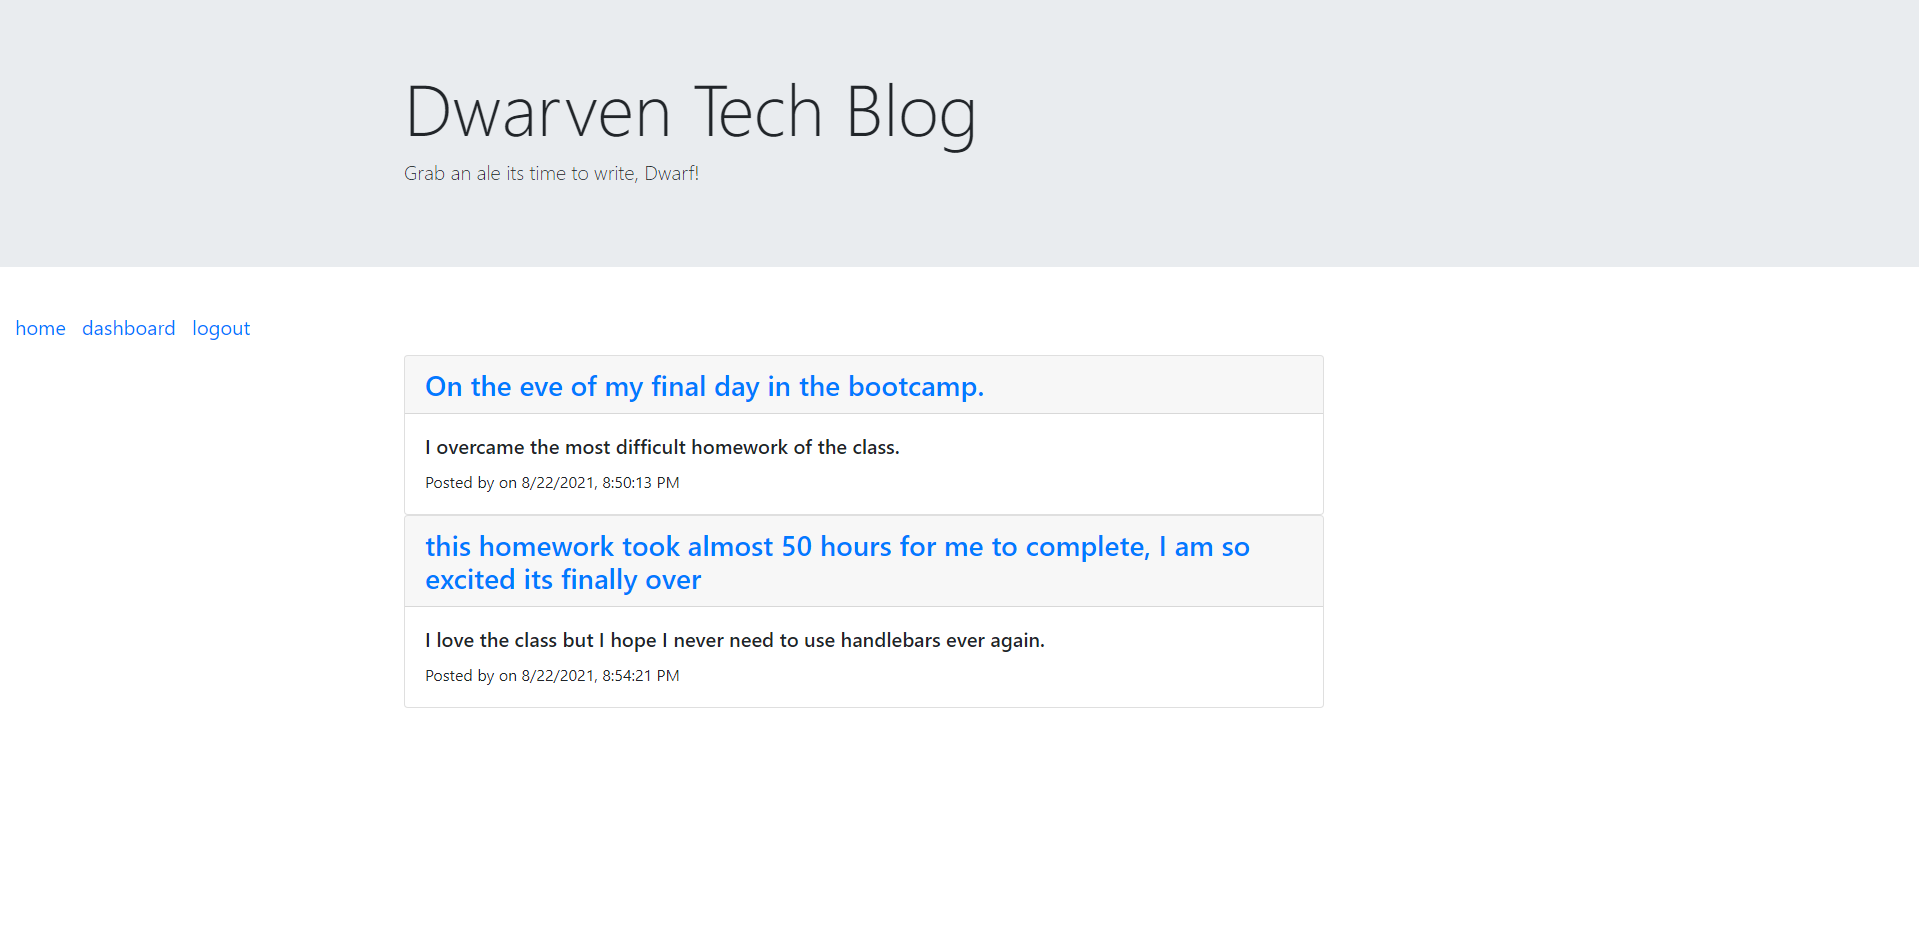 Dwarven Tech Blog
Grab an ale its time to write, Dwarf!
home dashboard logout
On the eve of my final day in the bootcamp.
I overcame the most difficult homework of the class.
Posted by on 8/22/2021, 8:50:13 PM
this homework took almost 50 hours for me to complete, I am so
excited its finally over
I love the class but I hope I never need to use handlebars ever again.
Posted by on 8/22/2021, 8:54:21 PM